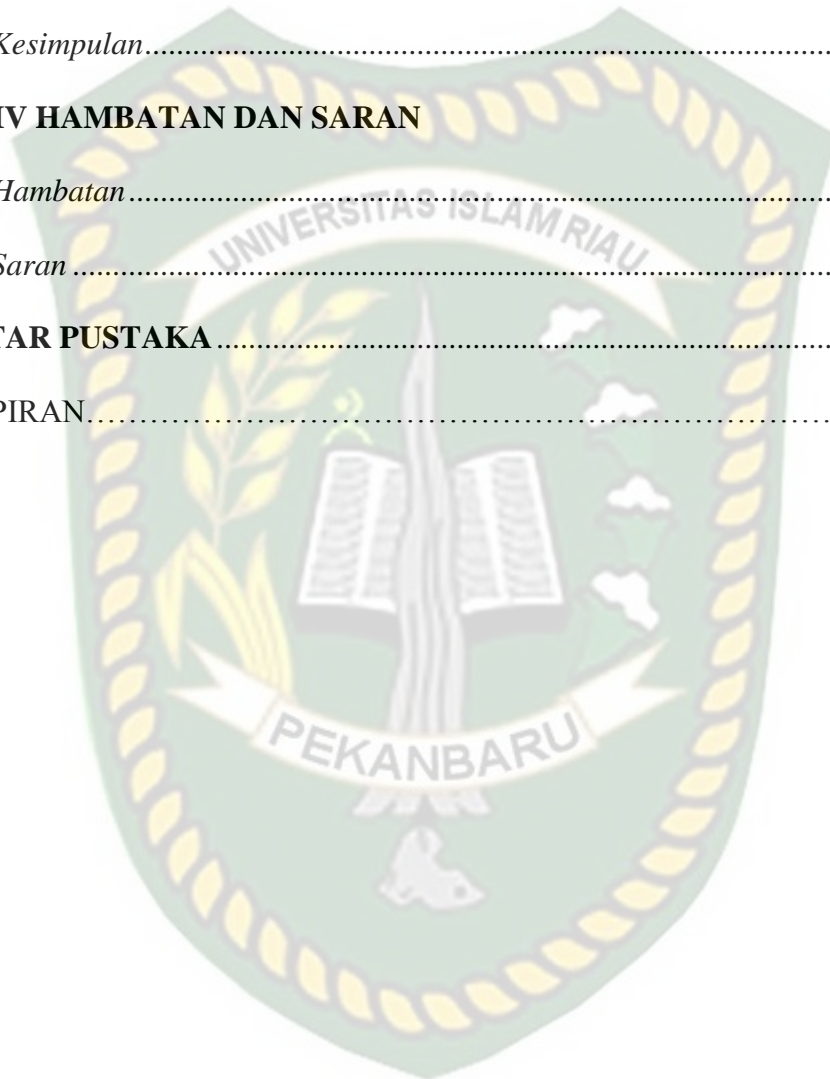 Kesimpulan....................................................................................
IV HAMBATAN DAN SARAN
Hambatan......................................................................................
Saran.............................................................................................
TAR PUSTAKA.............................................................................
PIRAN……………………………………………………………………
UNIVERSITAS ISLAM RIAU
PEKANBARU